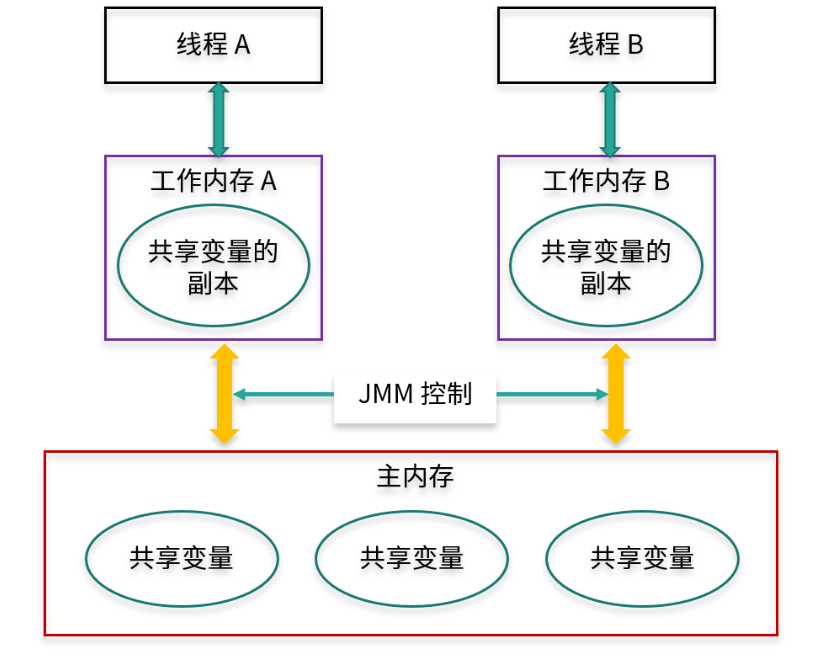 线程 A
线程 B
工作内存 A
工作内存 B
共享变量的
副本
共享变量的
副本
JMM 控制
主内存
共享变量
共享变量
共享变量